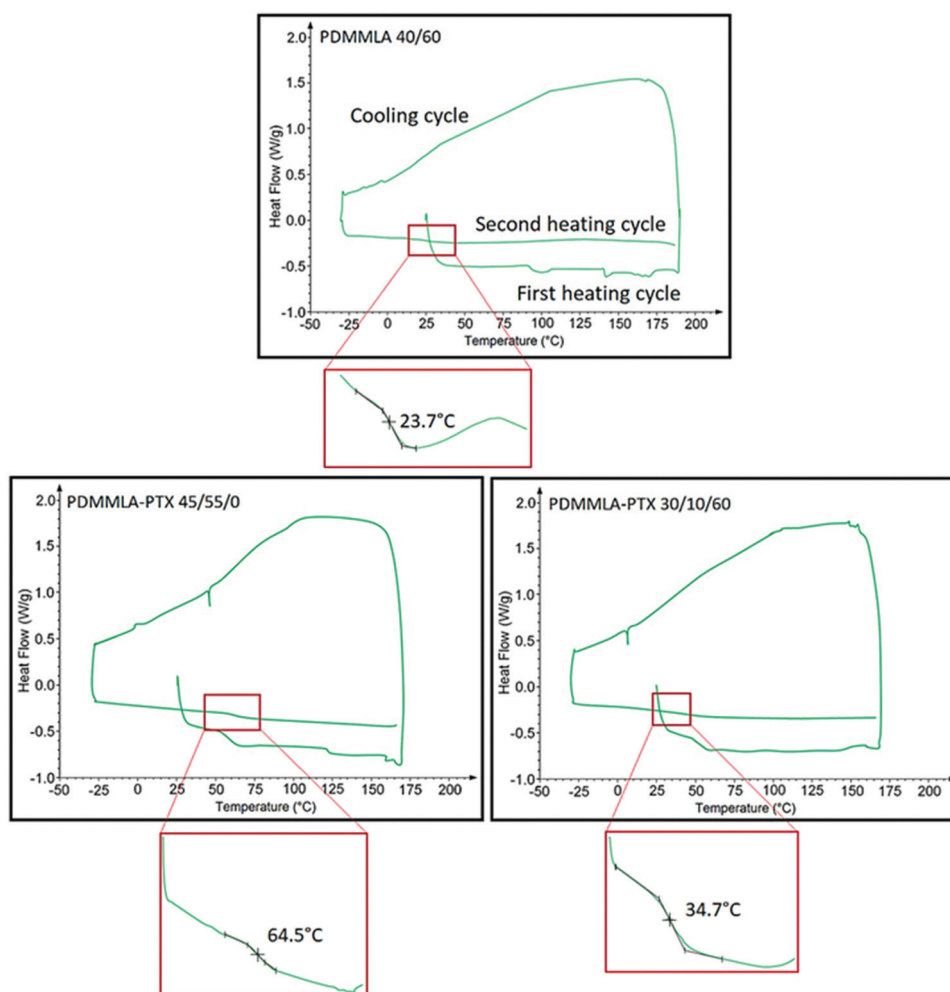 PDMMLA 40/60
2.0
1.5
1.0
0.5
0.0
-0.5
-1.0
Heat Flow (W/g)
Cooling cycle
Second heating cycle
First heating cycle
-50 -25 0 25 50 75 100 125 150 175 200
Temperature (°C)
23.7°C
PDMMLA-PTX 45/55/0
2.0
1.5
1.0
0.5
0.0
-0.5
-1.0
Heat Flow (W/g)
-50 -25 0 25 50 75 100 125 150 175 200
Temperature (°C)
64.5°C
PDMMLA-PTX 30/10/60
2.0
1.5
1.0
0.5
0.0
-0.5
-1.0
Heat Flow (W/g)
-50 -25 0 25 50 75 100 125 150 175 200
Temperature (°C)
34.7°C